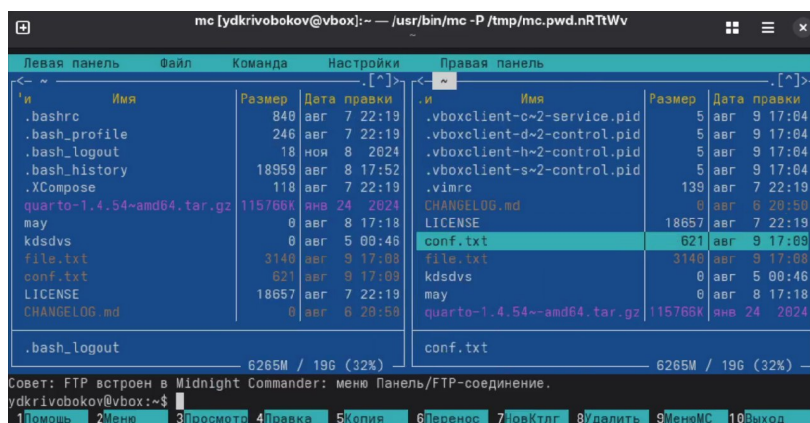 mc [ydkrivobokov@vbox]:~ — /usr/bin/mc -P /tmp/mc.pwd.nRTtWv
~
Левая панель Файл Команда Настройки Правая панель
<— ~ .[^]>
'и Имя Размер Дата правки
.bashrc 840 авг 7 22:19
.bash_profile 246 авг 7 22:19
.bash_logout 18 ноя 8 2024
.bash_history 18959 авг 8 17:52
.XCompose 118 авг 7 22:19
quarto-1.4.54~amd64.tar.gz 115766K янв 24 2024
may 0 авг 8 17:18
kdsdvs 0 авг 5 00:46
file.txt 3140 авг 9 17:08
conf.txt 621 авг 9 17:09
LICENSE 18657 авг 7 22:19
CHANGELOG.md 0 авг 6 20:50
.bash_logout
6265M / 19G (32%)
<— ~ .[^]>
.и Имя Размер Дата правки
.vboxclient-c~2-service.pid 5 авг 9 17:04
.vboxclient-d~2-control.pid 5 авг 9 17:04
.vboxclient-h~2-control.pid 5 авг 9 17:04
.vboxclient-s~2-control.pid 5 авг 9 17:04
.vimrc 139 авг 7 22:19
CHANGELOG.md 0 авг 6 20:50
LICENSE 18657 авг 7 22:19
conf.txt 621 авг 9 17:09
file.txt 3140 авг 9 17:08
kdsdvs 0 авг 5 00:46
may 0 авг 8 17:18
quarto-1.4.54~-amd64.tar.gz 115766K янв 24 2024
conf.txt
6265M / 19G (32%)
Совет: FTP встроен в Midnight Commander: меню Панель/FTP-соединение.
ydkrivobokov@vbox:~$
1Помощь 2Меню 3Просмотр 4Правка 5Копия 6Перенос 7НовКтлг 8Удалить 9МенюМС 10Выход